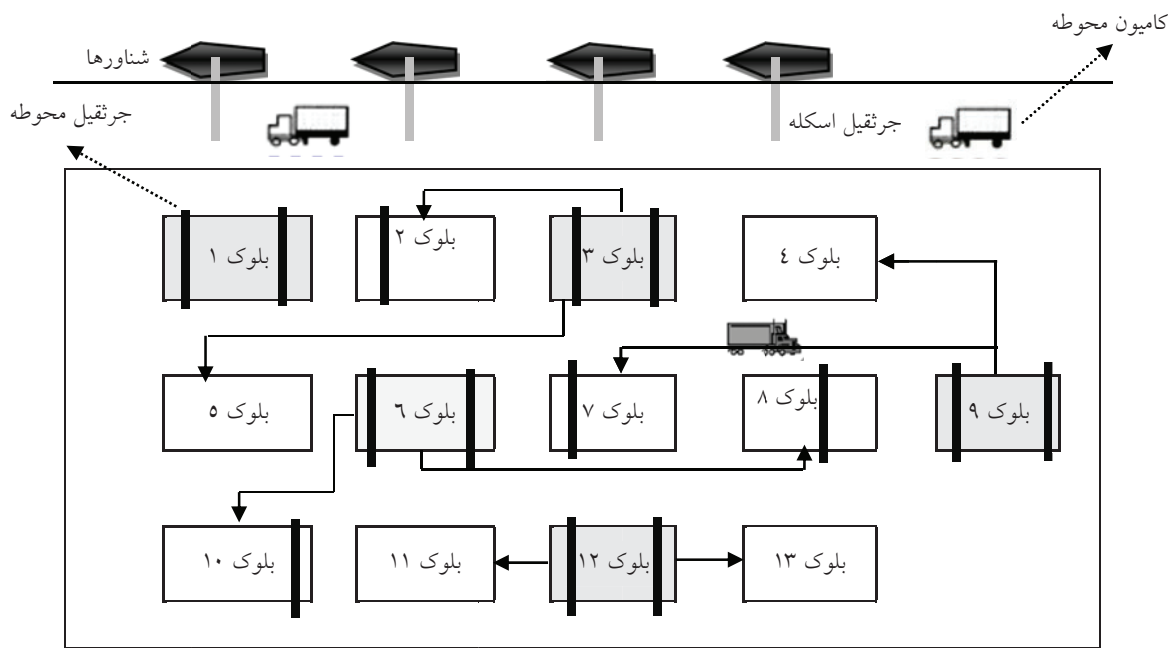 کامیون محوطه
شناورها
جرثقیل محوطه
جرثقیل اسکله
بلوک ۱
بلوک ۲
بلوک ۳
بلوک ٤
بلوک ٥
بلوک ٦
بلوک ۷
بلوک ۸
بلوک ۹
بلوک ۱۰
بلوک ۱۱
بلوک ۱۲
بلوک ۱۳